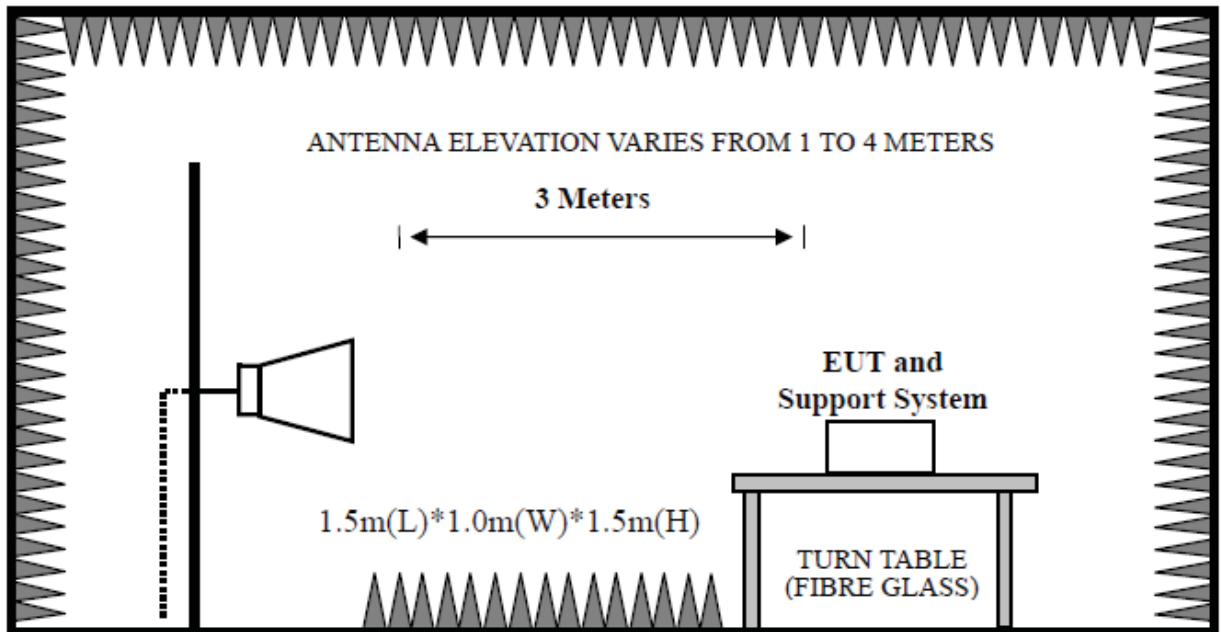 ANTENNA ELEVATION VARIES FROM 1 TO 4 METERS
3 Meters
EUT and
Support System
1.5m(L)*1.0m(W)*1.5m(H)
TURN TABLE
(FIBRE GLASS)